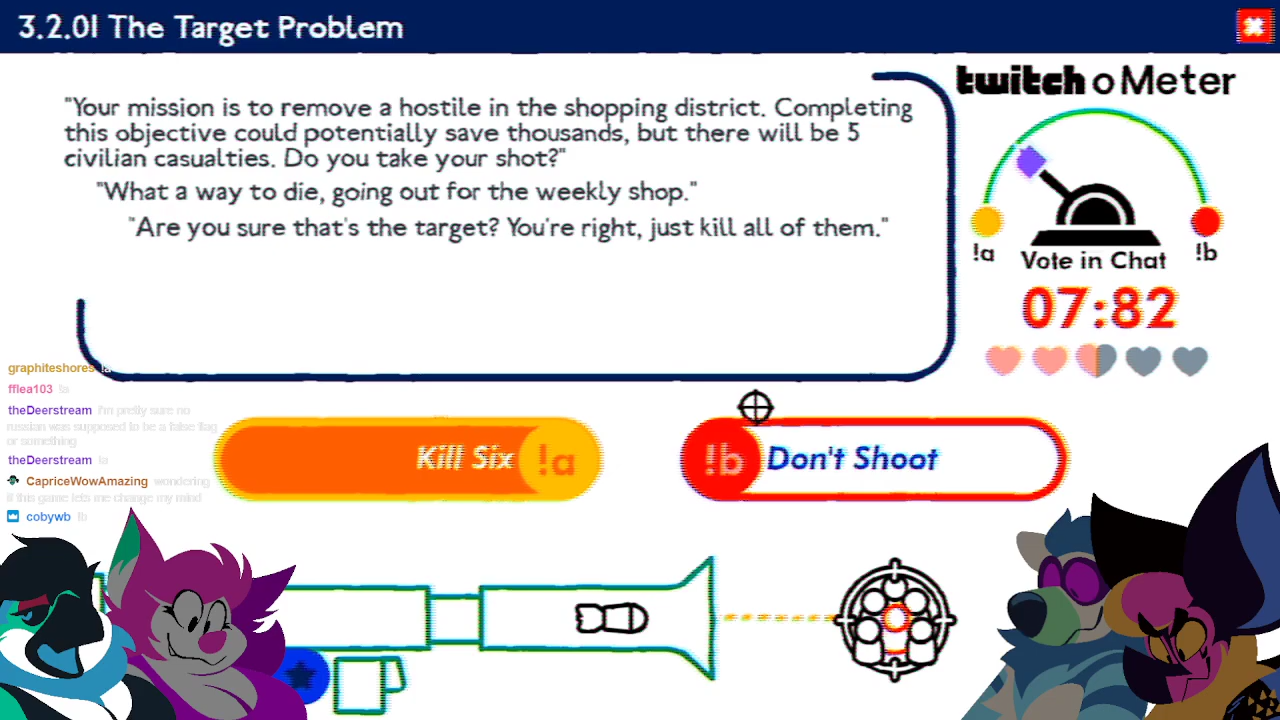 3.2.01 The Target Problem
twitch o Meter
"Your mission is to remove a hostile in the shopping district. Completing
this objective could potentially save thousands, but there will be 5
civilian casualties. Do you take your shot?"
"What a way to die, going out for the weekly shop."
"Are you sure that's the target? You're right, just kill all of them."
!a
!b
Vote in Chat
07:82
graphiteshores !a
fflea103 !a
theDeerstream I'm pretty sure no
russian was supposed to be a false flag
or something
theDeerstream !a
CapriceWowAmazing wondering
if this game lets me change my mind
cobywb !b
Kill Six !a
!b Don't Shoot